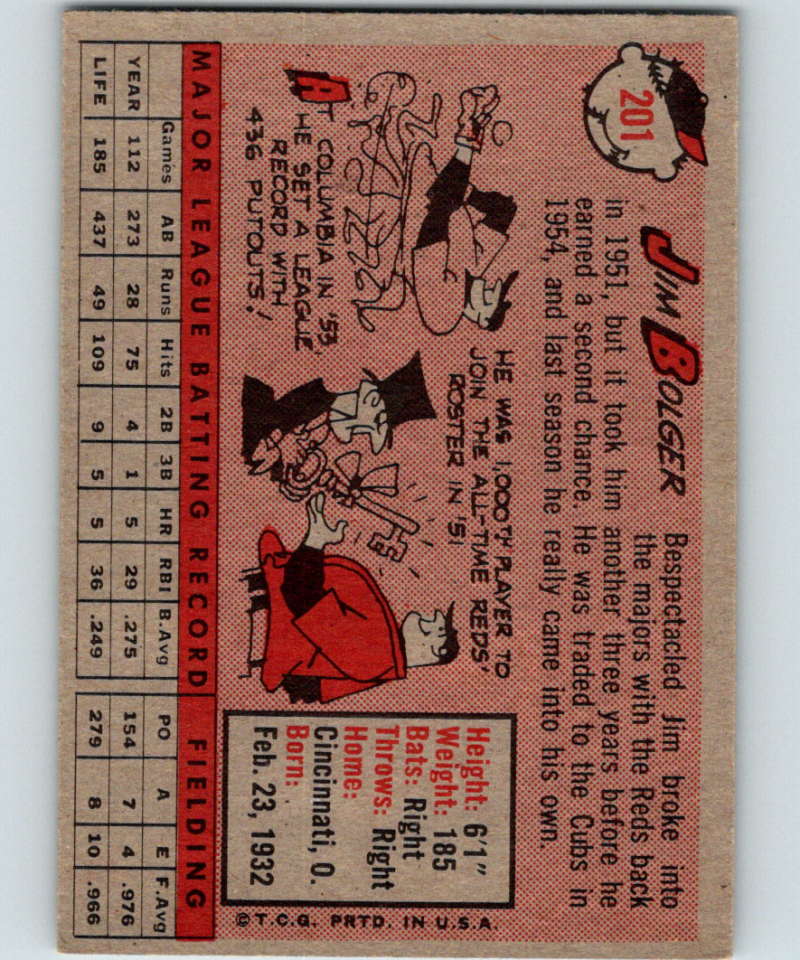 201
JIM BOLGER
Bespectacled Jim broke into
the majors with the Reds back
in 1951, but it took him another three years before he
earned a second chance. He was traded to the Cubs in
1954, and last season he really came into his own.
AT COLUMBIA IN '53,
HE SET A LEAGUE
RECORD WITH
436 PUTOUTS!
HE WAS 1,000TH PLAYER TO
JOIN THE ALL-TIME REDS'
ROSTER IN '51
Height: 6'1"
Weight: 185
Bats: Right
Throws: Right
Home:
Cincinnati, O.
Born:
Feb. 23, 1932
©T.C.G. PRTD. IN U.S.A.
MAJOR LEAGUE BATTING RECORD FIELDING
Games AB Runs Hits 2B 3B HR RBI B.Avg PO A E F.Avg
YEAR 112 273 28 75 4 1 5 29 .275 154 7 4 .976
LIFE 185 437 49 109 9 5 5 36 .249 279 8 10 .966